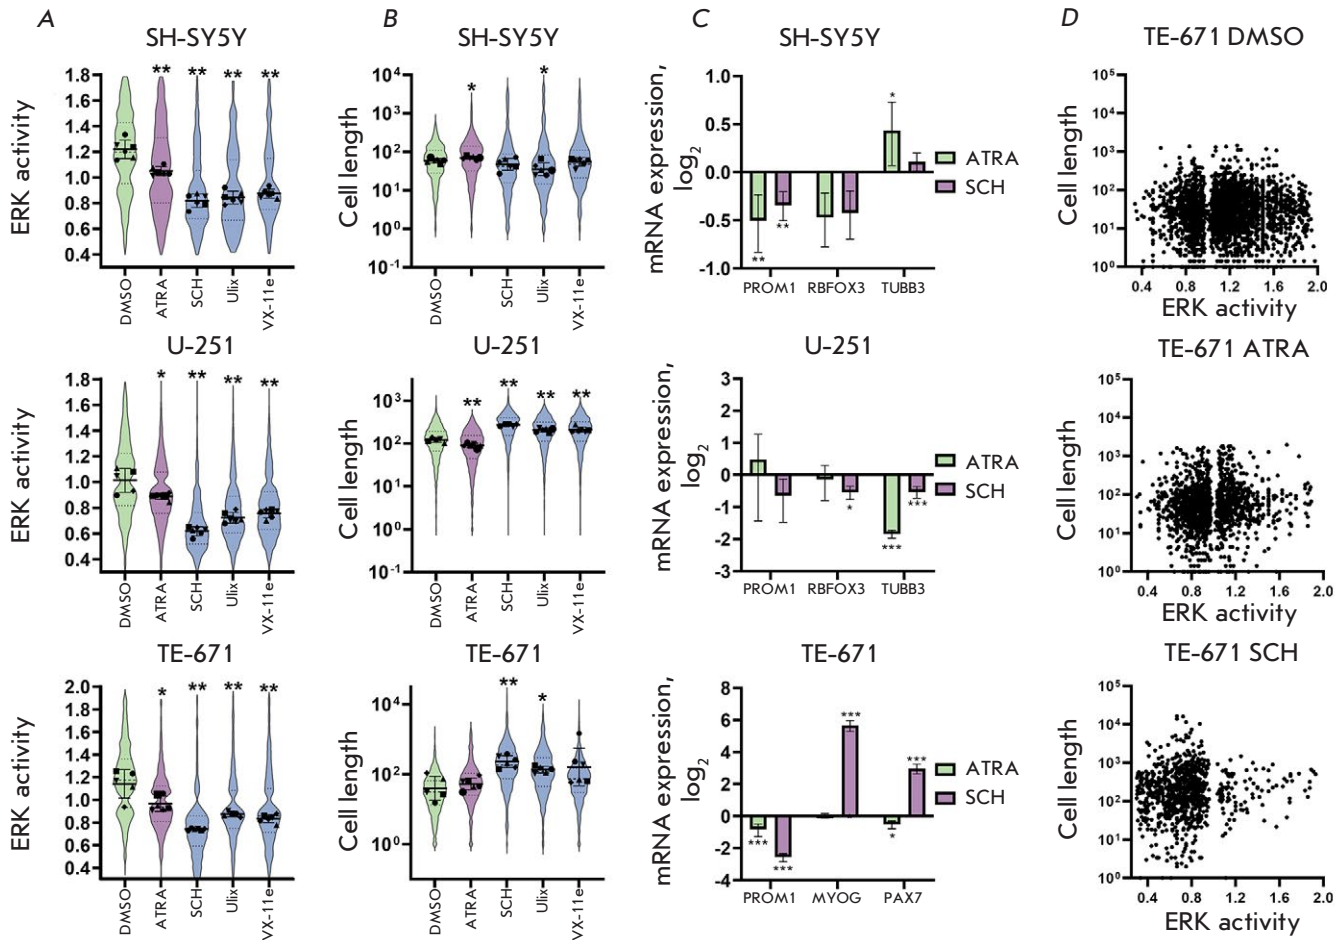 A
B
C
D
SH-SY5Y
ERK activity
1.8
1.6
1.4
1.2
1.0
0.8
0.6
0.4
** ** ** **
DMSO
ATRA
SCH
Ulix
VX-11e
SH-SY5Y
Cell length
10⁴
10³
10²
10¹
10⁰
10⁻¹
* *
DMSO
SCH
Ulix
VX-11e
SH-SY5Y
mRNA expression,
log₂
1.0
0.5
0.0
-0.5
-1.0
** ** *
PROM1 RBFOX3 TUBB3
ATRA
SCH
TE-671 DMSO
Cell length
10⁵
10⁴
10³
10²
10¹
10⁰
0.4 0.8 1.2 1.6 2.0
ERK activity
U-251
ERK activity
1.8
1.6
1.4
1.2
1.0
0.8
0.6
0.4
* ** ** **
DMSO
ATRA
SCH
Ulix
VX-11e
U-251
Cell length
10³
10²
10¹
10⁰
10⁻¹
** ** ** **
DMSO
ATRA
SCH
Ulix
VX-11e
U-251
mRNA expression,
log₂
3
2
1
0
-1
-2
-3
* *** ***
PROM1 RBFOX3 TUBB3
ATRA
SCH
TE-671 ATRA
Cell length
10⁵
10⁴
10³
10²
10¹
10⁰
0.4 0.8 1.2 1.6 2.0
ERK activity
TE-671
ERK activity
2.0
1.8
1.6
1.4
1.2
1.0
0.8
0.6
0.4
* ** ** **
DMSO
ATRA
SCH
Ulix
VX-11e
TE-671
Cell length
10⁴
10²
10⁰
** *
DMSO
ATRA
SCH
Ulix
VX-11e
TE-671
mRNA expression,
log₂
8
6
4
2
0
-2
-4
*** *** *** * ***
PROM1 MYOG PAX7
ATRA
SCH
TE-671 SCH
Cell length
10⁵
10⁴
10³
10²
10¹
10⁰
0.4 0.8 1.2 1.6 2.0
ERK activity